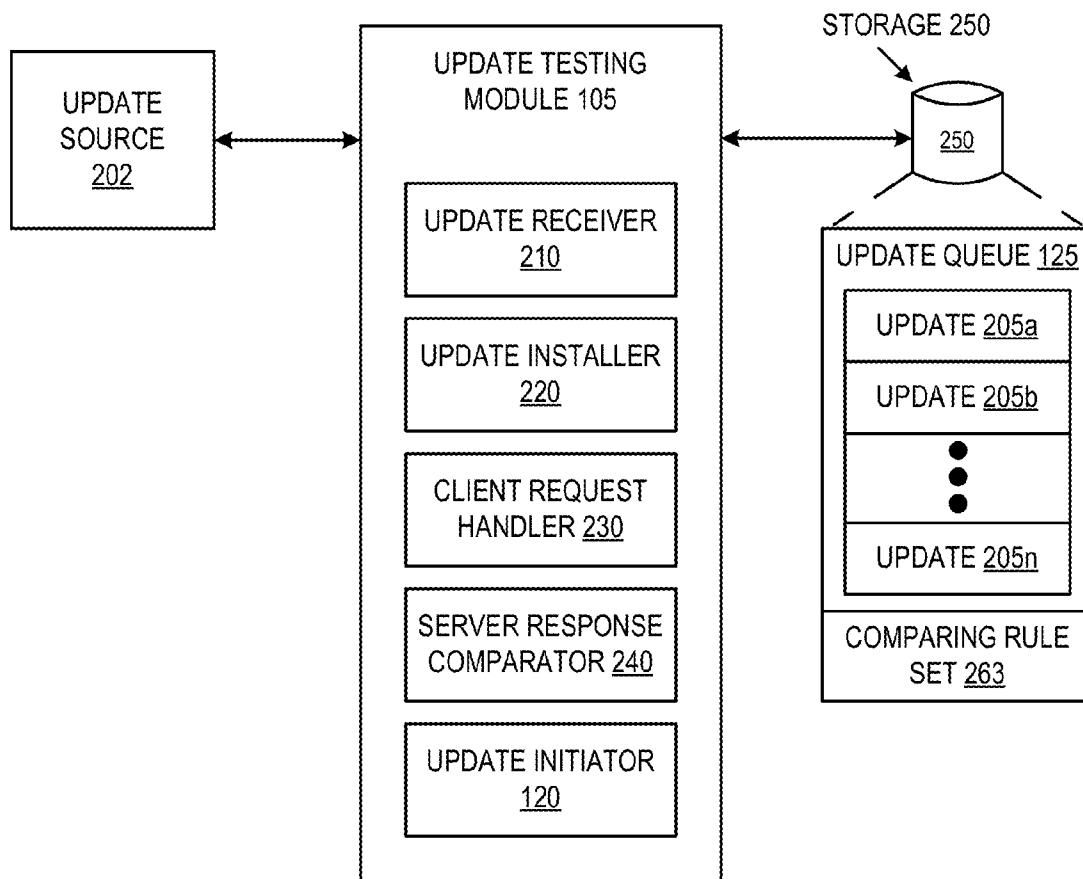 UPDATE
SOURCE
202
UPDATE TESTING
MODULE 105
UPDATE RECEIVER
210
UPDATE INSTALLER
220
CLIENT REQUEST
HANDLER 230
SERVER RESPONSE
COMPARATOR 240
UPDATE INITIATOR
120
STORAGE 250
250
UPDATE QUEUE 125
UPDATE 205a
UPDATE 205b
UPDATE 205n
COMPARING RULE
SET 263